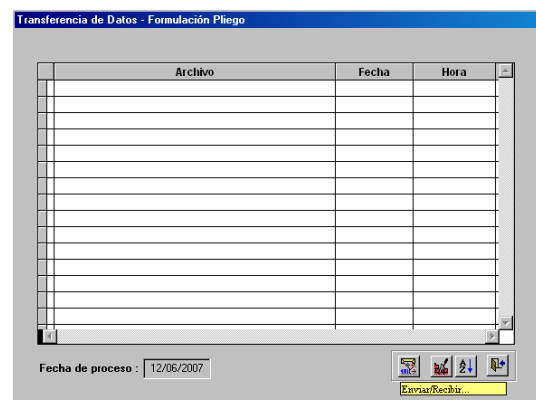 Transferencia de Datos - Formulación Pliego
Archivo Fecha Hora
Fecha de proceso : 12/06/2007
Enviar/Recibir...